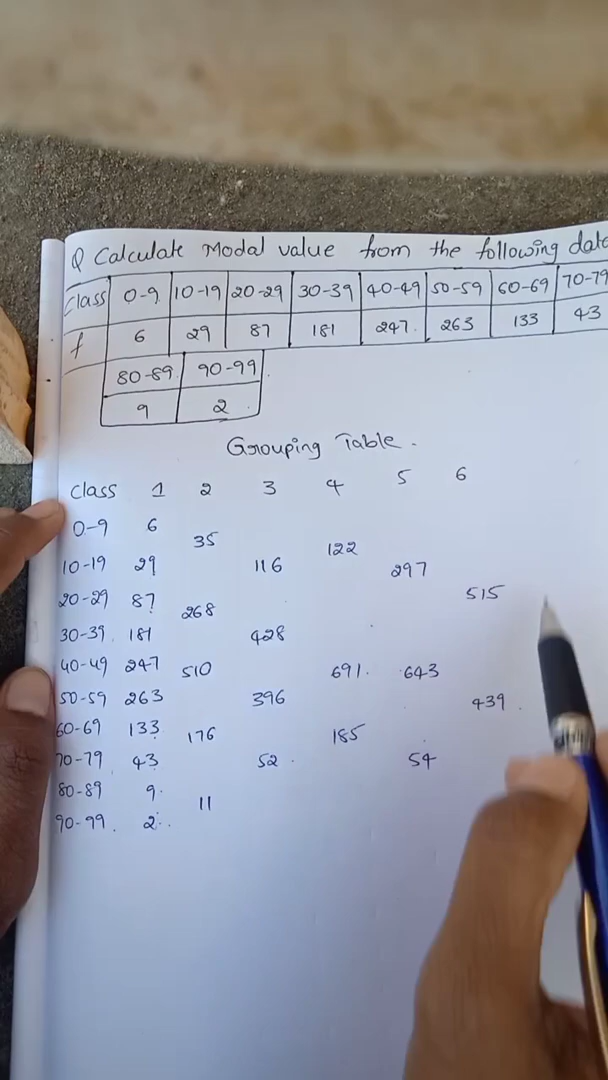 Q Calculate Modal value from the following data
Class 0-9 10-19 20-29 30-39 40-49 50-59 60-69 70-79
f 6 29 87 181 247. 263 133 43
80-89 90-99
9 2
Grouping Table.
Class 1 2 3 4 5 6
0-9 6
35
122
10-19 29 116 297
20-29 87 515
268
30-39. 181 428
40-49 247 510 691. 643
50-59 263 396 439.
60-69 133 176 185
70-79 43 52. 54
80-89 9.
11
90-99. 2..